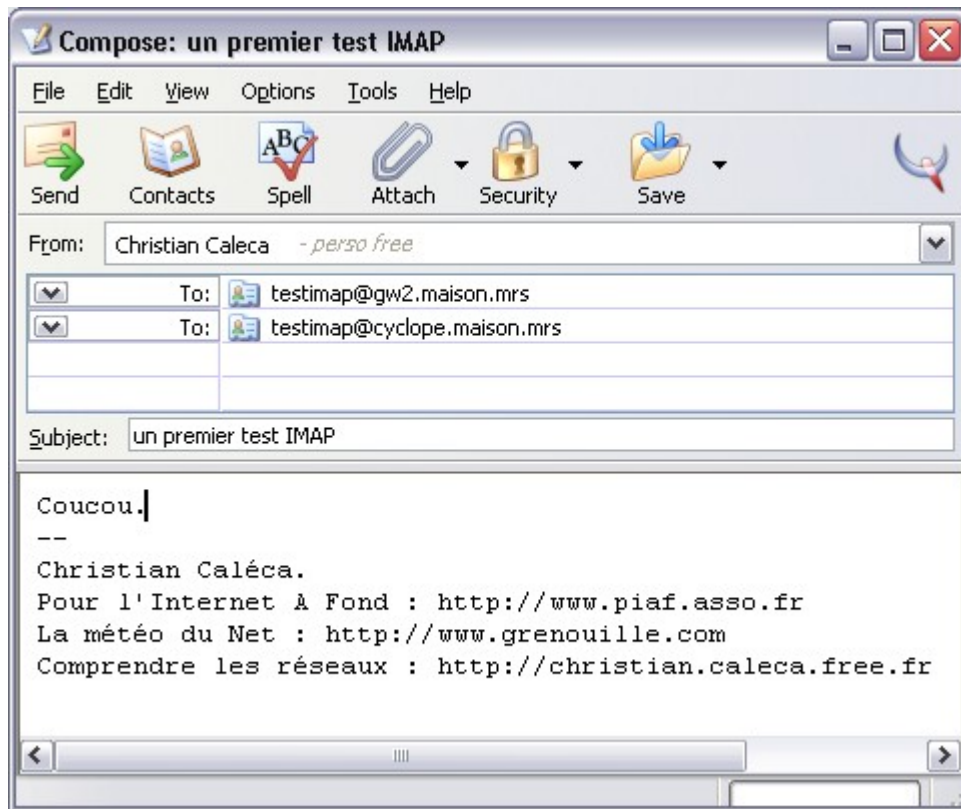 Compose: un premier test IMAP
File Edit View Options Tools Help
Send Contacts Spell Attach Security Save
From: Christian Caleca - perso free
To: testimap@gw2.maison.mrs
To: testimap@cyclope.maison.mrs
Subject: un premier test IMAP
Coucou.
--
Christian Caléca.
Pour l'Internet A Fond : http://www.piaf.asso.fr
La météo du Net : http://www.grenouille.com
Comprendre les réseaux : http://christian.caleca.free.fr